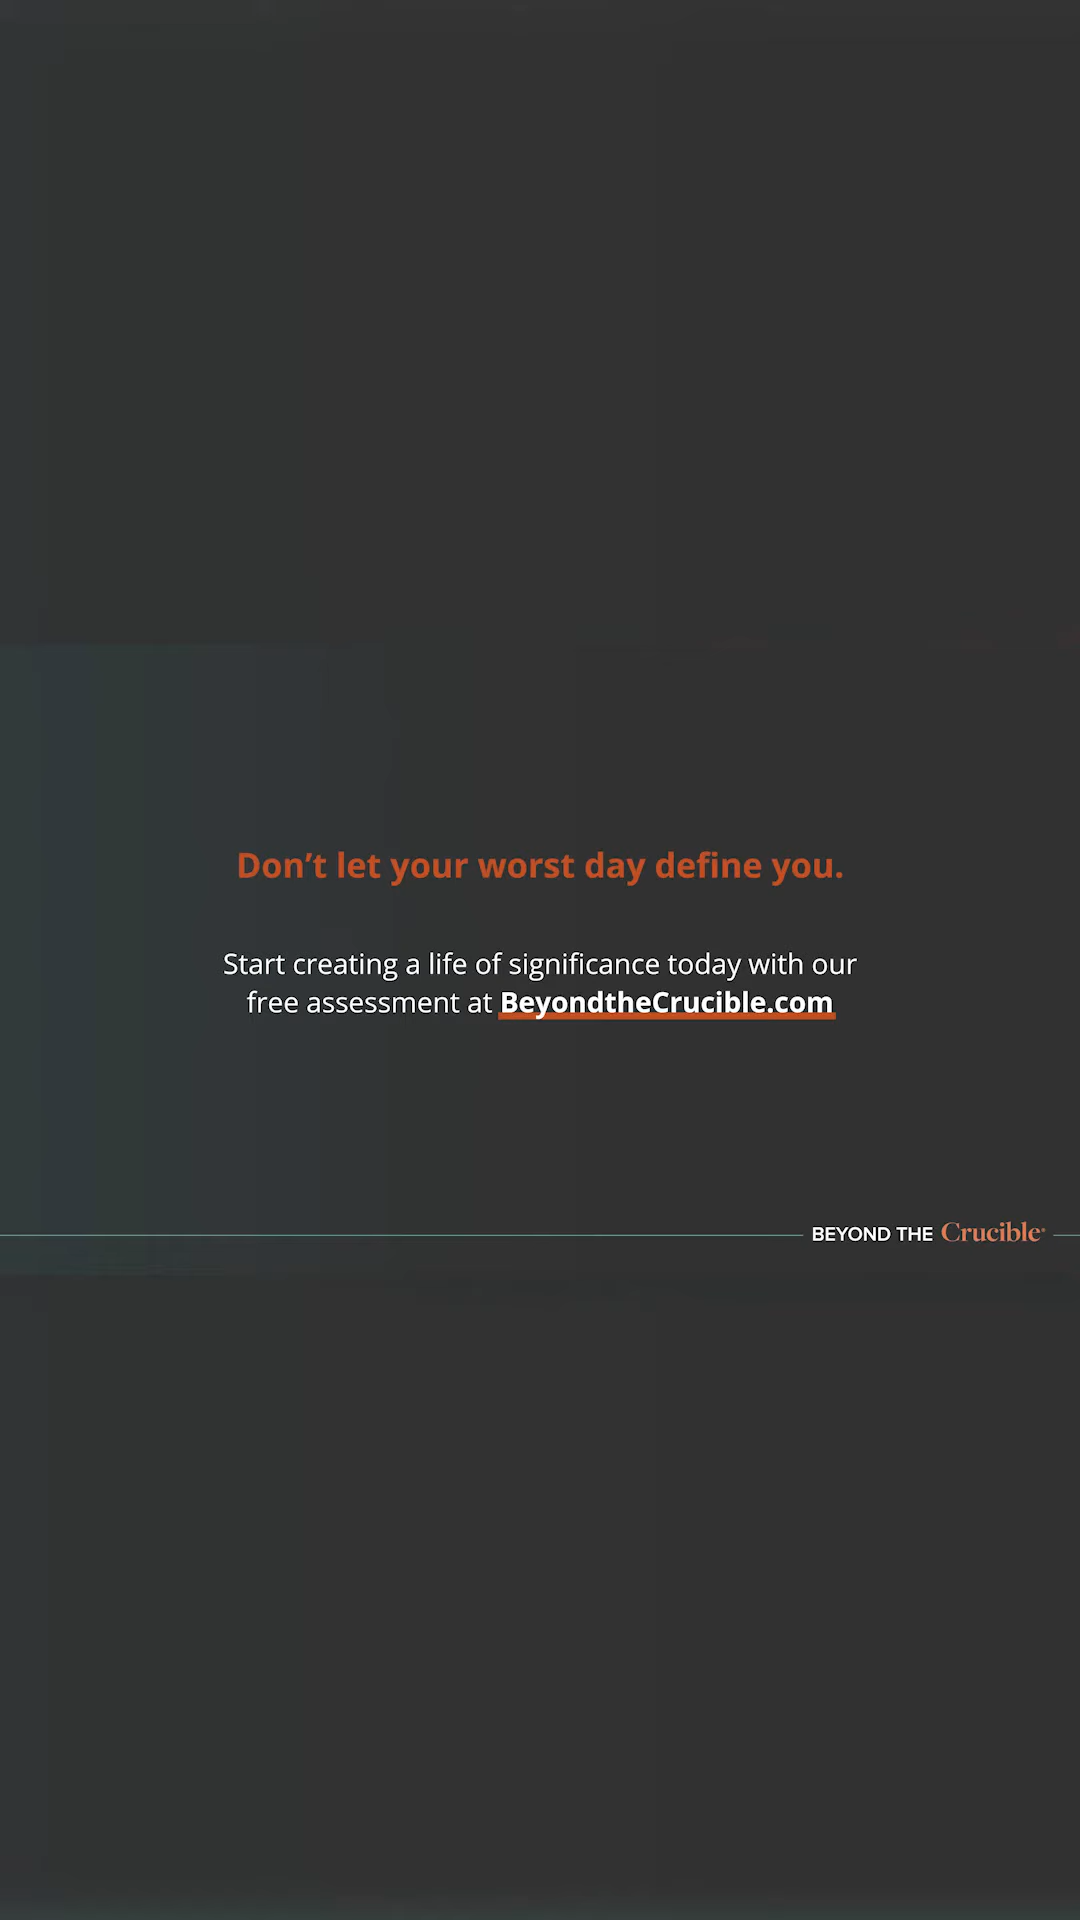 Don’t let your worst day define you.
Start creating a life of significance today with our
free assessment at BeyondtheCrucible.com
BEYOND THE Crucible